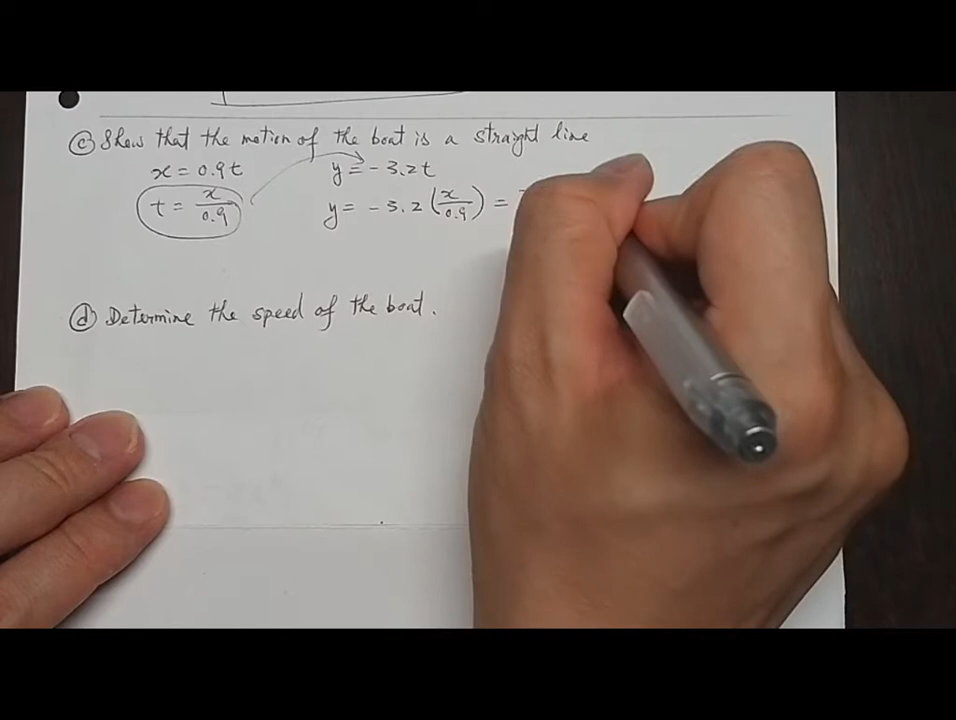 (c) Show that the motion of the boat is a straight line
x = 0.9t y = -3.2t
t = x/0.9 y = -3.2 (x/0.9) =
(d) Determine the speed of the boat.